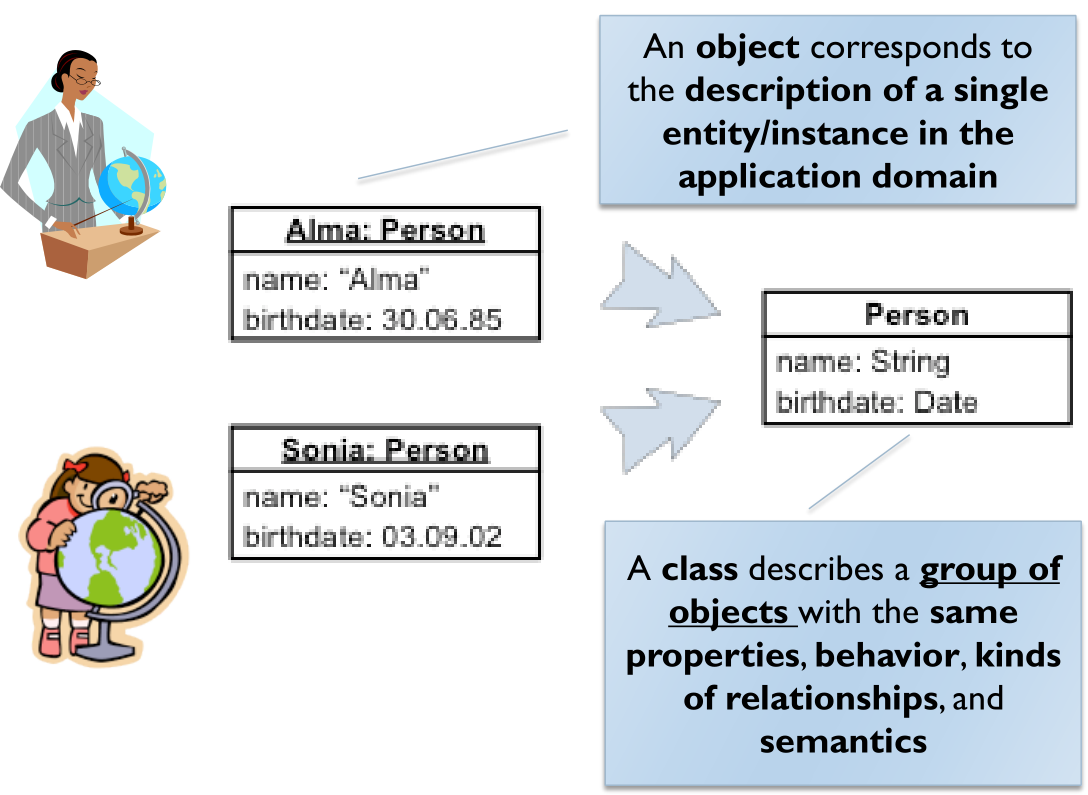 An object corresponds to
the description of a single
entity/instance in the
application domain
Alma: Person
name: “Alma”
birthdate: 30.06.85
Person
name: String
birthdate: Date
Sonia: Person
name: “Sonia”
birthdate: 03.09.02
A class describes a group of
objects with the same
properties, behavior, kinds
of relationships, and
semantics